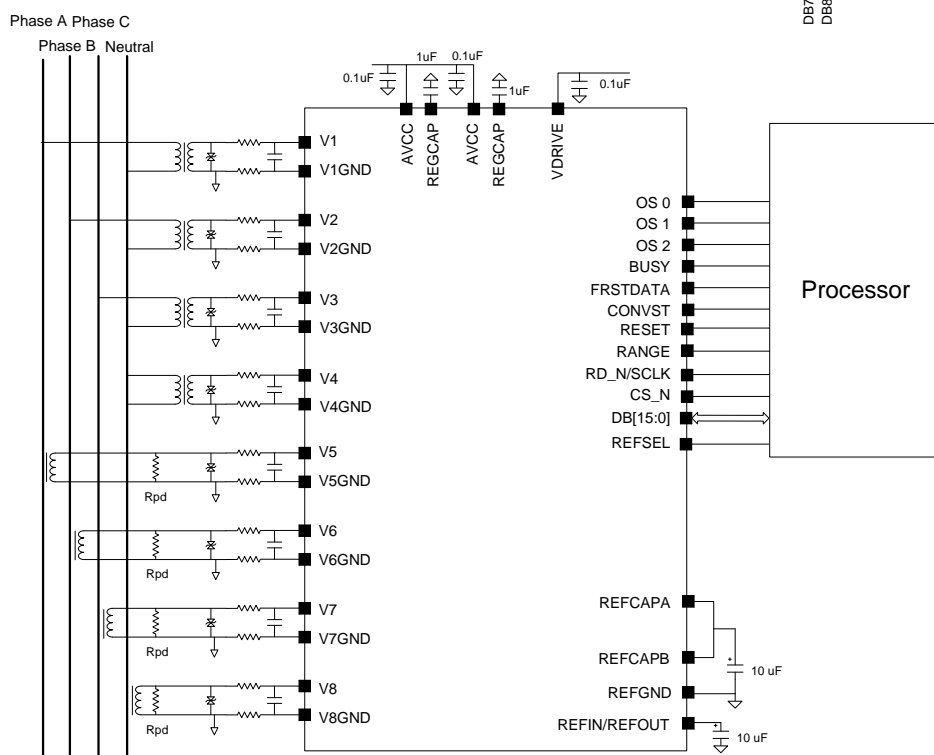 DB7
DB8
Phase A Phase C
Phase B Neutral
0.1uF
1uF
0.1uF
1uF
0.1uF
AVCC
REGCAP
AVCC
REGCAP
VDRIVE
V1
V1GND
V2
V2GND
V3
V3GND
V4
V4GND
V5
V5GND
Rpd
V6
V6GND
Rpd
V7
V7GND
Rpd
V8
V8GND
Rpd
OS 0
OS 1
OS 2
BUSY
FRSTDATA
CONVST
RESET
RANGE
RD_N/SCLK
CS_N
DB[15:0]
REFSEL
Processor
REFCAPA
REFCAPB
+
10 uF
REFGND
REFIN/REFOUT
+
10 uF